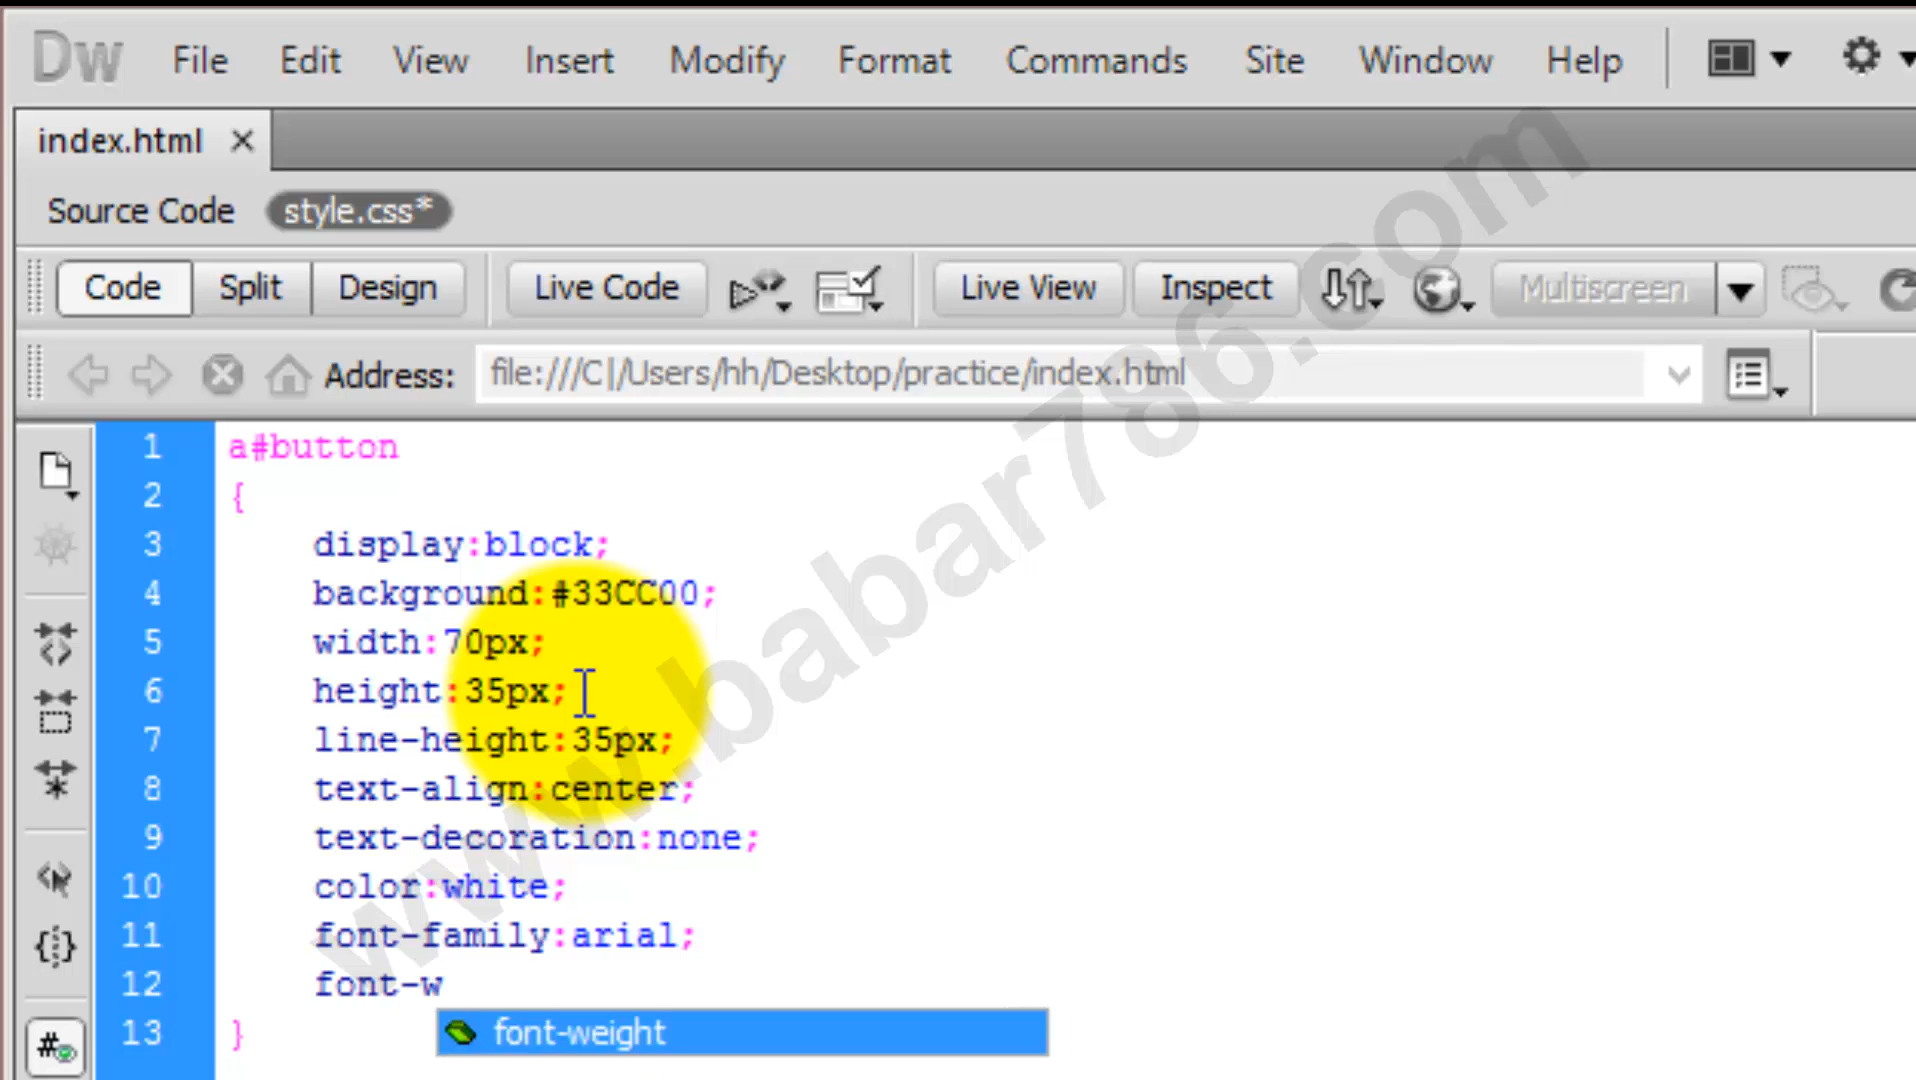 Dw File Edit View Insert Modify Format Commands Site Window Help
index.html
Source Code style.css*
Code Split Design Live Code Live View Inspect Multiscreen
Address: file:///C|/Users/hh/Desktop/practice/index.html
1 a#button
2 {
3 display:block;
4 background:#33CC00;
5 width:70px;
6 height:35px;
7 line-height:35px;
8 text-align:center;
9 text-decoration:none;
10 color:white;
11 font-family:arial;
12 font-w
font-weight
13 }
www.babar786.com